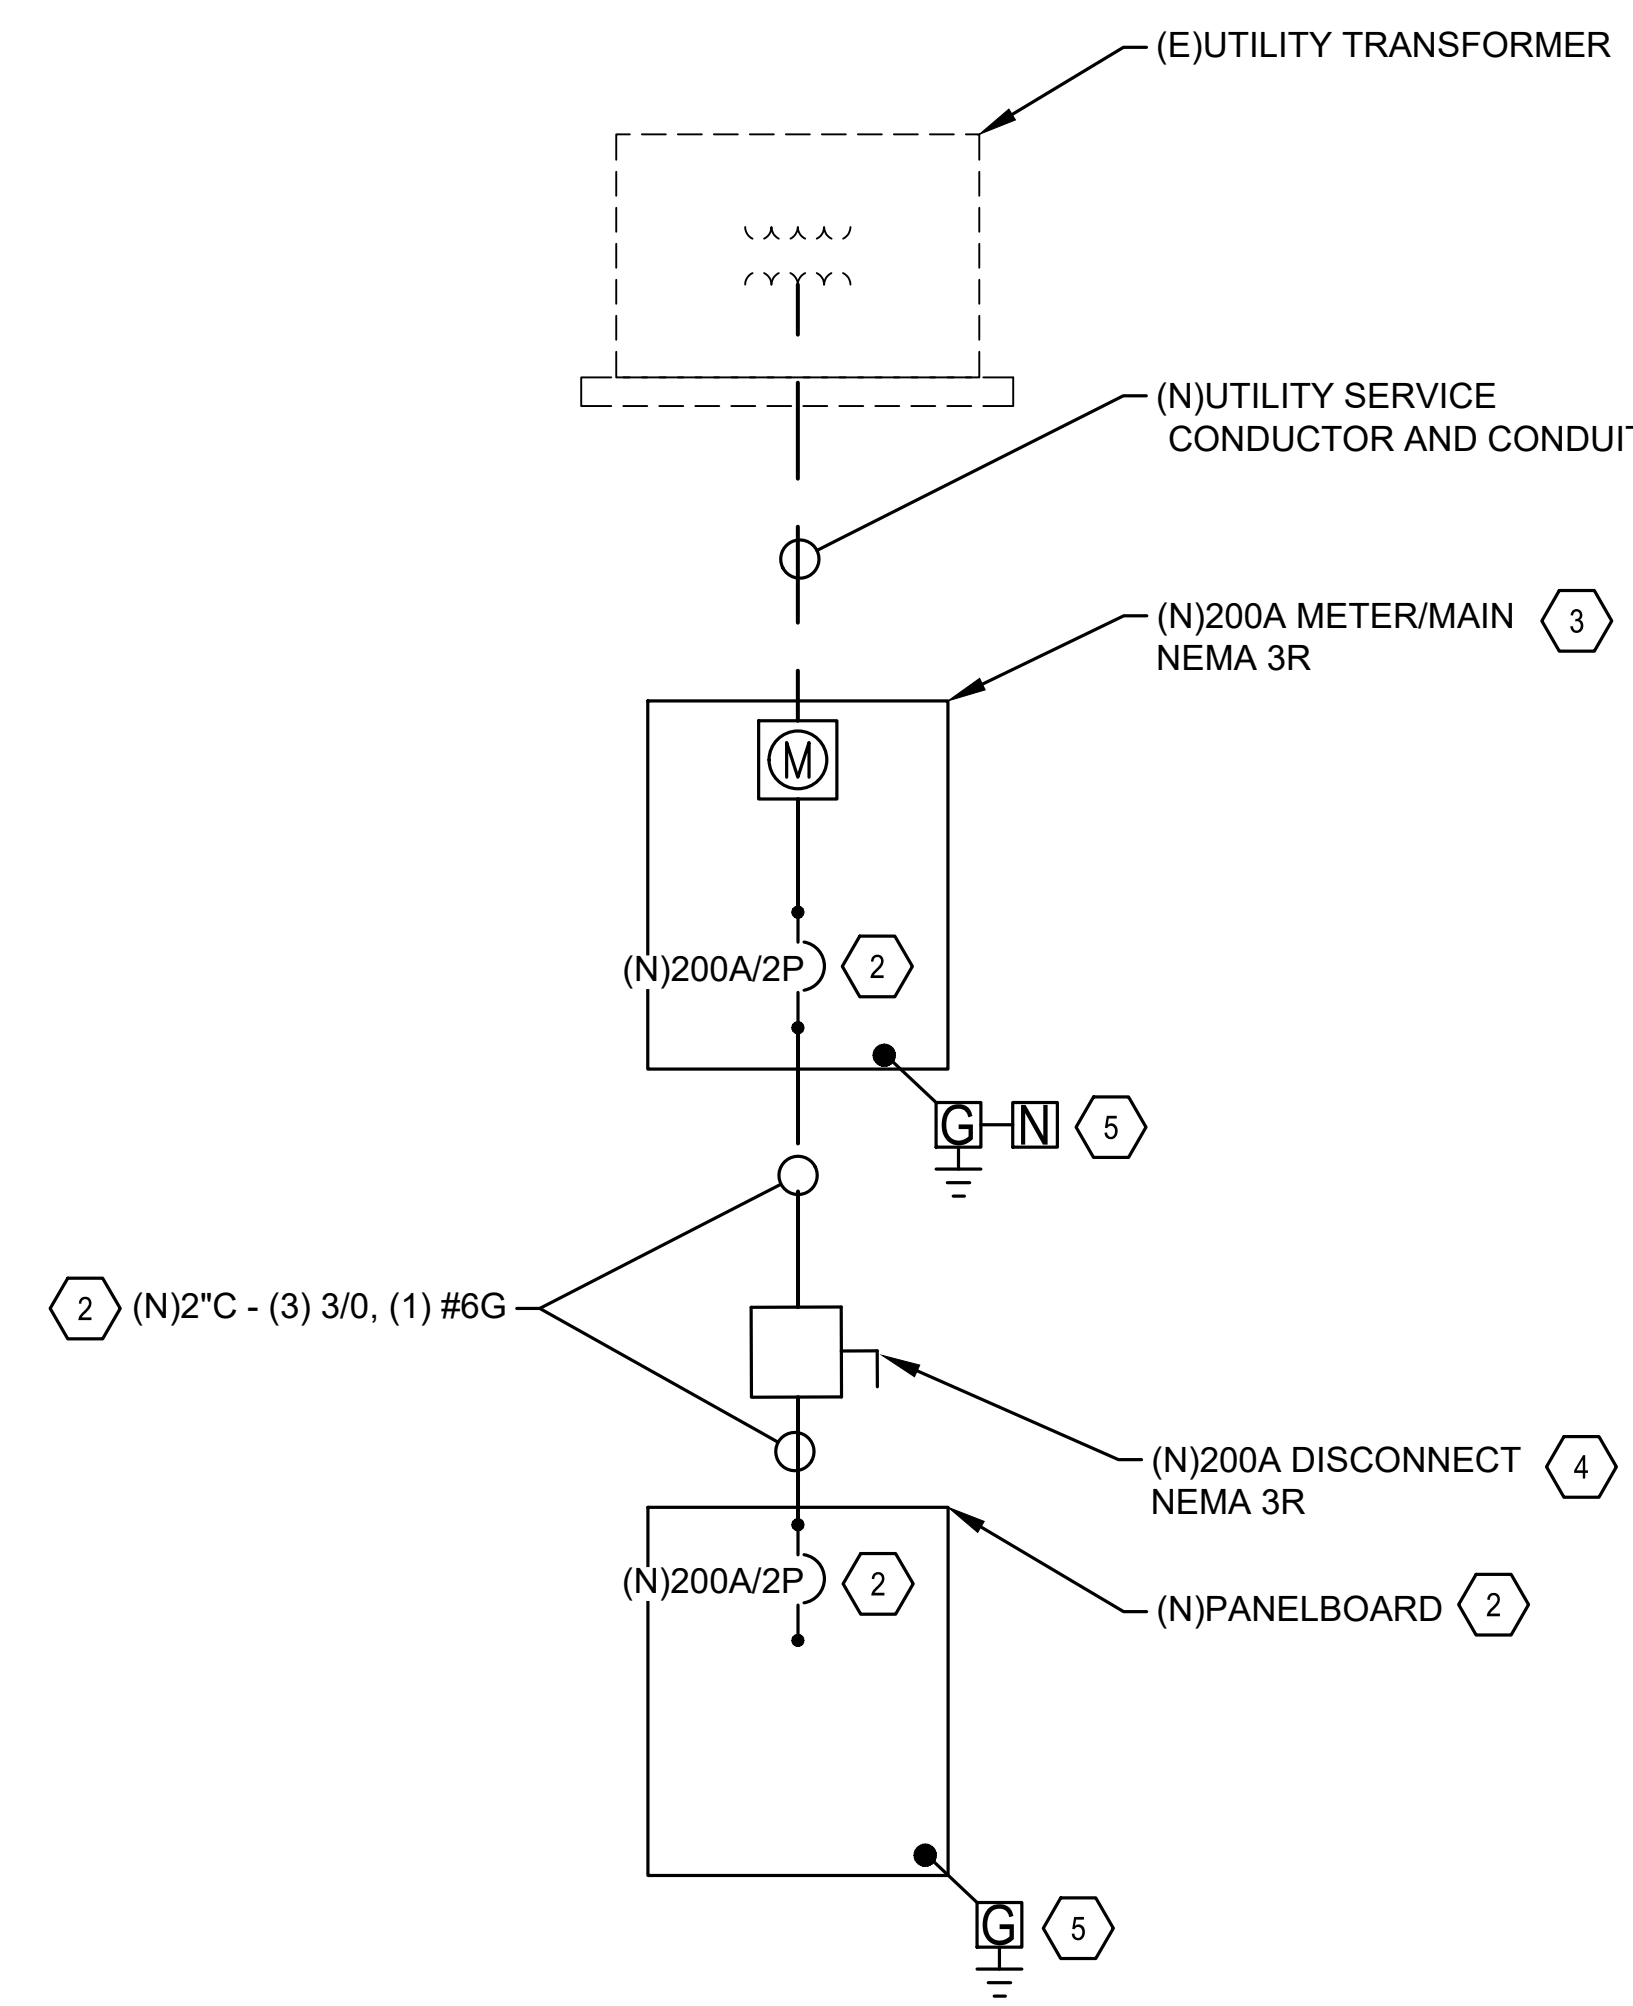 (E)UTILITY TRANSFORMER
(N)UTILITY SERVICE
CONDUCTOR AND CONDUIT
(N)200A METER/MAIN
NEMA 3R
3
M
(N)200A/2P
2
G
N
5
2
(N)2"C - (3) 3/0, (1) #6G
(N)200A DISCONNECT
NEMA 3R
4
(N)200A/2P
2
(N)PANELBOARD
2
G
5